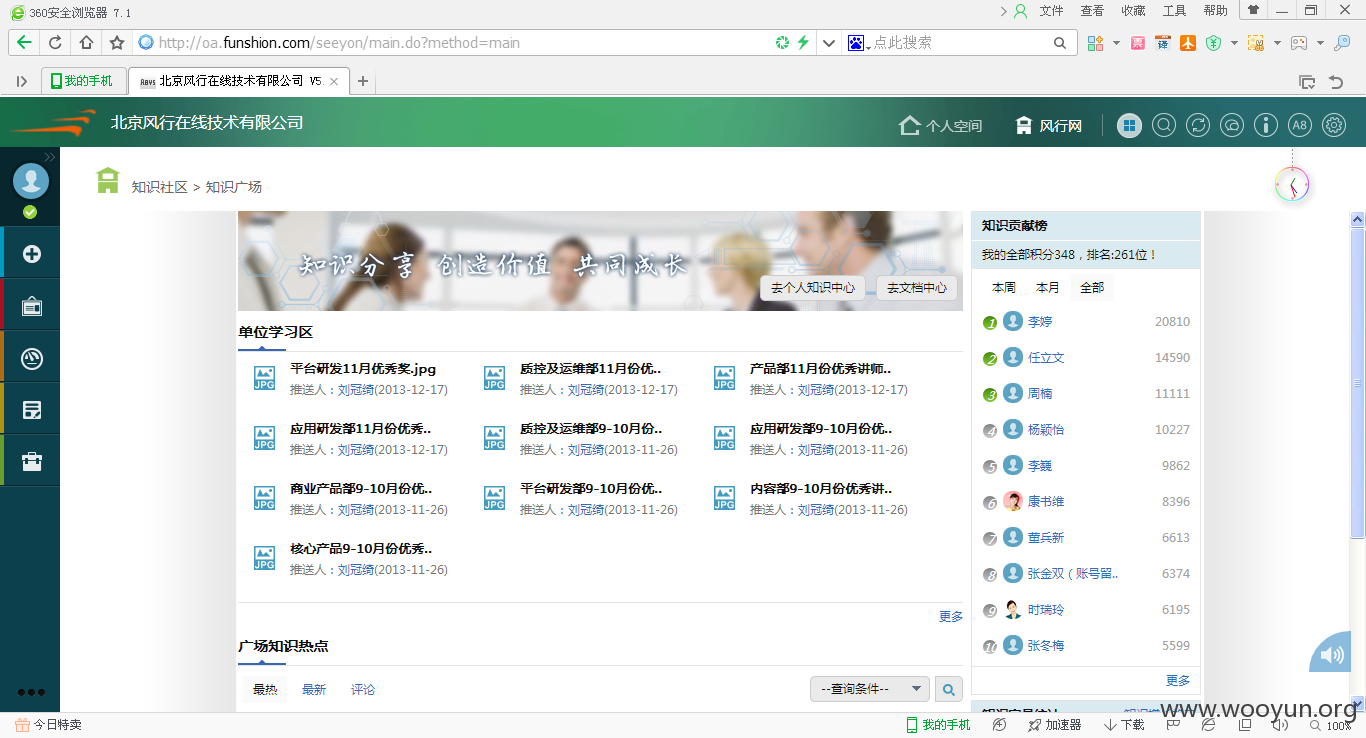 360安全浏览器 7.1
文件 查看 收藏 工具 帮助
http://oa.funshion.com/seeyon/main.do?method=main
点此搜索
我的手机
A8V5 北京风行在线技术有限公司 V5.
北京风行在线技术有限公司
个人空间
风行网
A8
知识社区 > 知识广场
知识分享 创造价值 共同成长
去个人知识中心
去文档中心
单位学习区
JPG 平台研发11月优秀奖.jpg
推送人：刘冠绮(2013-12-17)
JPG 质控及运维部11月份优..
推送人：刘冠绮(2013-12-17)
JPG 产品部11月份优秀讲师..
推送人：刘冠绮(2013-12-17)
JPG 应用研发部11月份优秀..
推送人：刘冠绮(2013-12-17)
JPG 质控及运维部9-10月份..
推送人：刘冠绮(2013-11-26)
JPG 应用研发部9-10月份优..
推送人：刘冠绮(2013-11-26)
JPG 商业产品部9-10月份优..
推送人：刘冠绮(2013-11-26)
JPG 平台研发部9-10月份优..
推送人：刘冠绮(2013-11-26)
JPG 内容部9-10月份优秀讲..
推送人：刘冠绮(2013-11-26)
JPG 核心产品9-10月份优秀..
推送人：刘冠绮(2013-11-26)
更多
广场知识热点
最热 最新 评论
--查询条件--
知识贡献榜
我的全部积分348，排名:261位！
本周 本月 全部
1 李婷 20810
2 任立文 14590
3 周楠 11111
4 杨颖怡 10227
5 李巍 9862
6 康书维 8396
7 董兵新 6613
8 张金双（账号留.. 6374
9 时瑞玲 6195
10 张冬梅 5599
更多
www.wooyun.org
今日特卖
我的手机
加速器
下载
100%